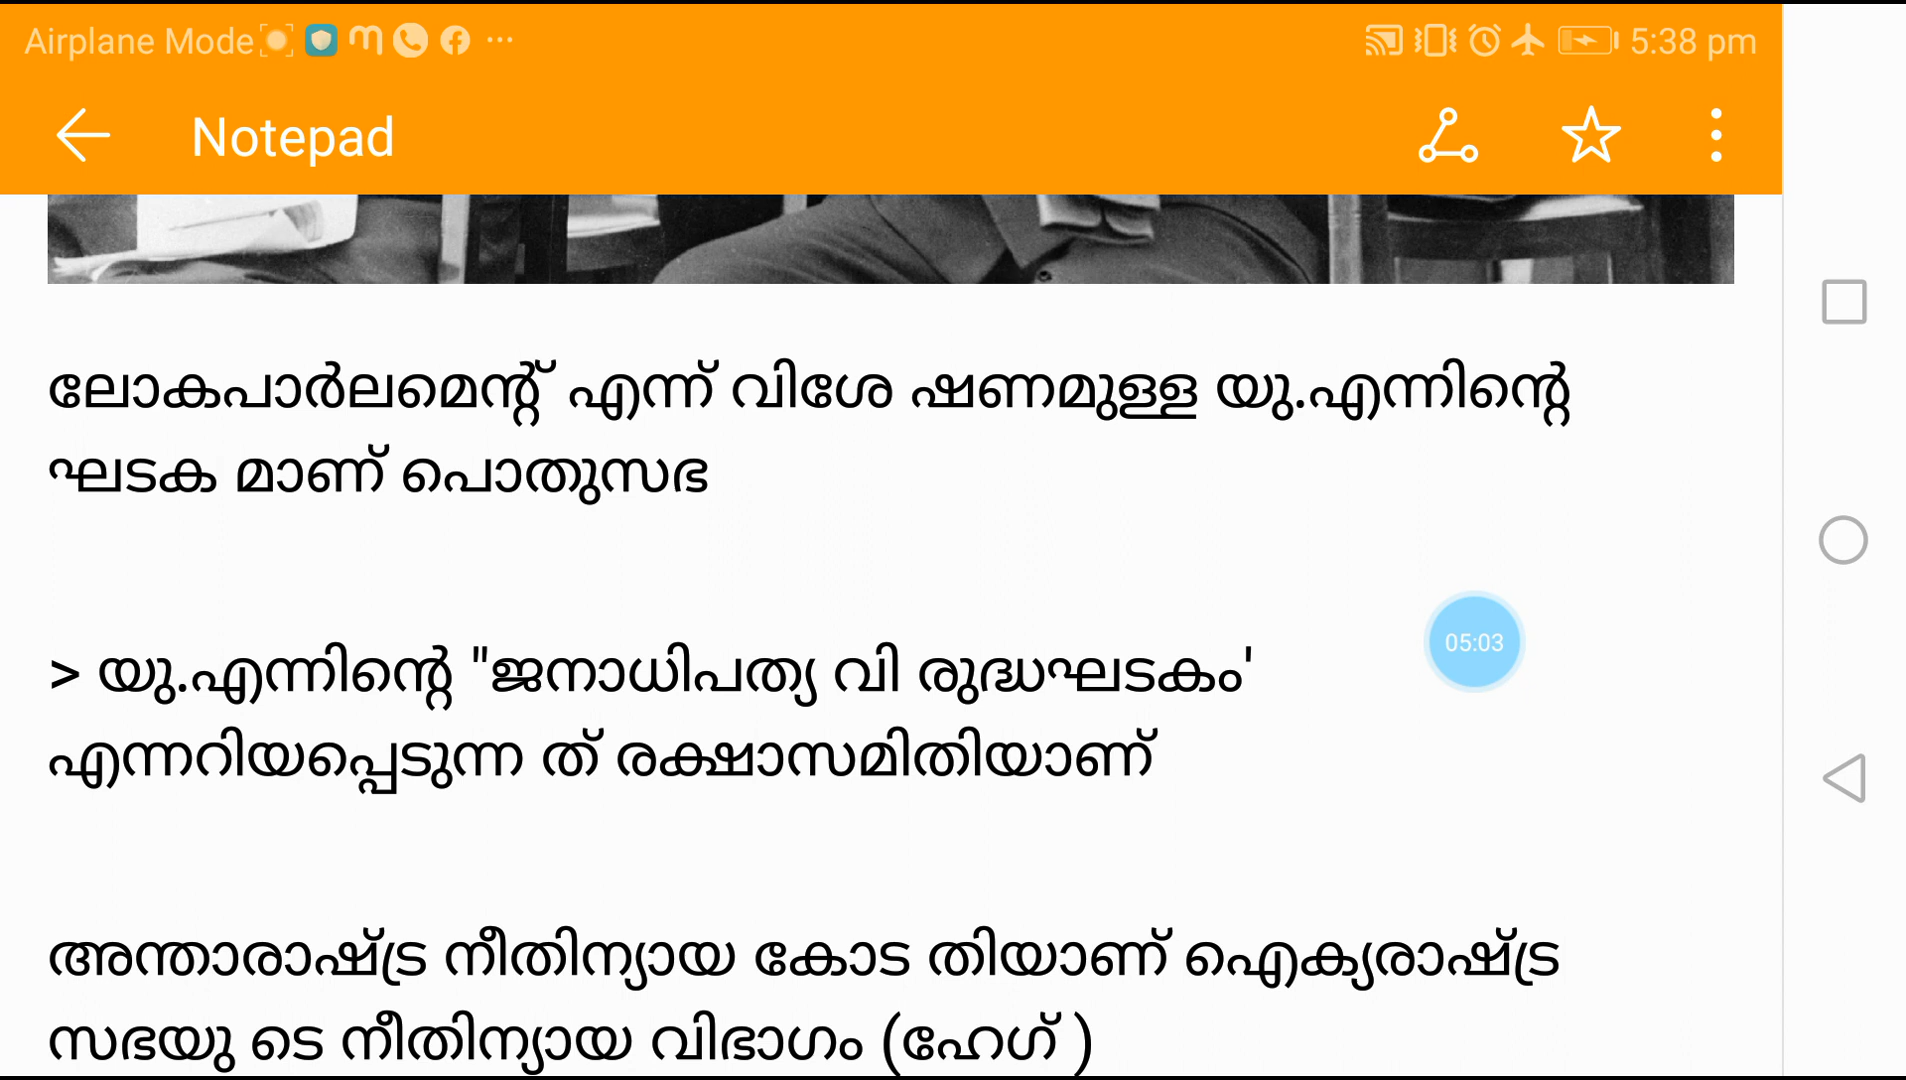 Airplane Mode ... 5:38 pm
Notepad
ലോകപാർലമെന്റ് എന്ന് വിശേ ഷണമുള്ള യു.എന്നിന്റെ
ഘടക മാണ് പൊതുസഭ
> യു.എന്നിന്റെ "ജനാധിപത്യ വി രുദ്ധഘടകം'
എന്നറിയപ്പെടുന്ന ത് രക്ഷാസമിതിയാണ്
05:03
അന്താരാഷ്ട്ര നീതിന്യായ കോട തിയാണ് ഐക്യരാഷ്ട്ര
സഭയു ടെ നീതിന്യായ വിഭാഗം (ഹേഗ് )